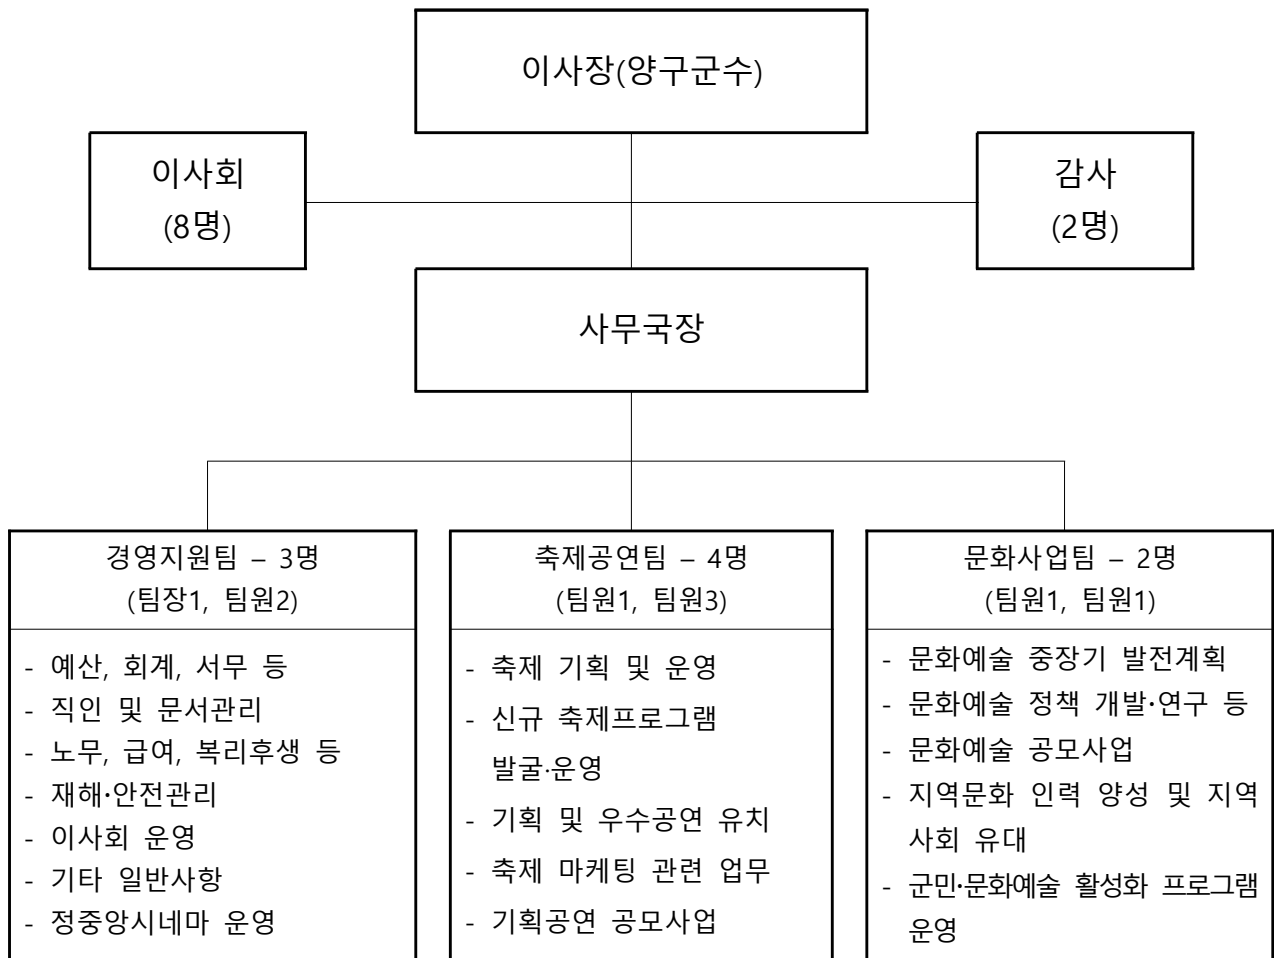 이사장(양구군수)
이사회
(8명)
감사
(2명)
사무국장
경영지원팀 – 3명
(팀장1, 팀원2)
- 예산, 회계, 서무 등
- 직인 및 문서관리
- 노무, 급여, 복리후생 등
- 재해·안전관리
- 이사회 운영
- 기타 일반사항
- 정중앙시네마 운영
축제공연팀 – 4명
(팀원1, 팀원3)
- 축제 기획 및 운영
- 신규 축제프로그램
발굴·운영
- 기획 및 우수공연 유치
- 축제 마케팅 관련 업무
- 기획공연 공모사업
문화사업팀 – 2명
(팀원1, 팀원1)
- 문화예술 중장기 발전계획
- 문화예술 정책 개발·연구 등
- 문화예술 공모사업
- 지역문화 인력 양성 및 지역
사회 유대
- 군민·문화예술 활성화 프로그램
운영